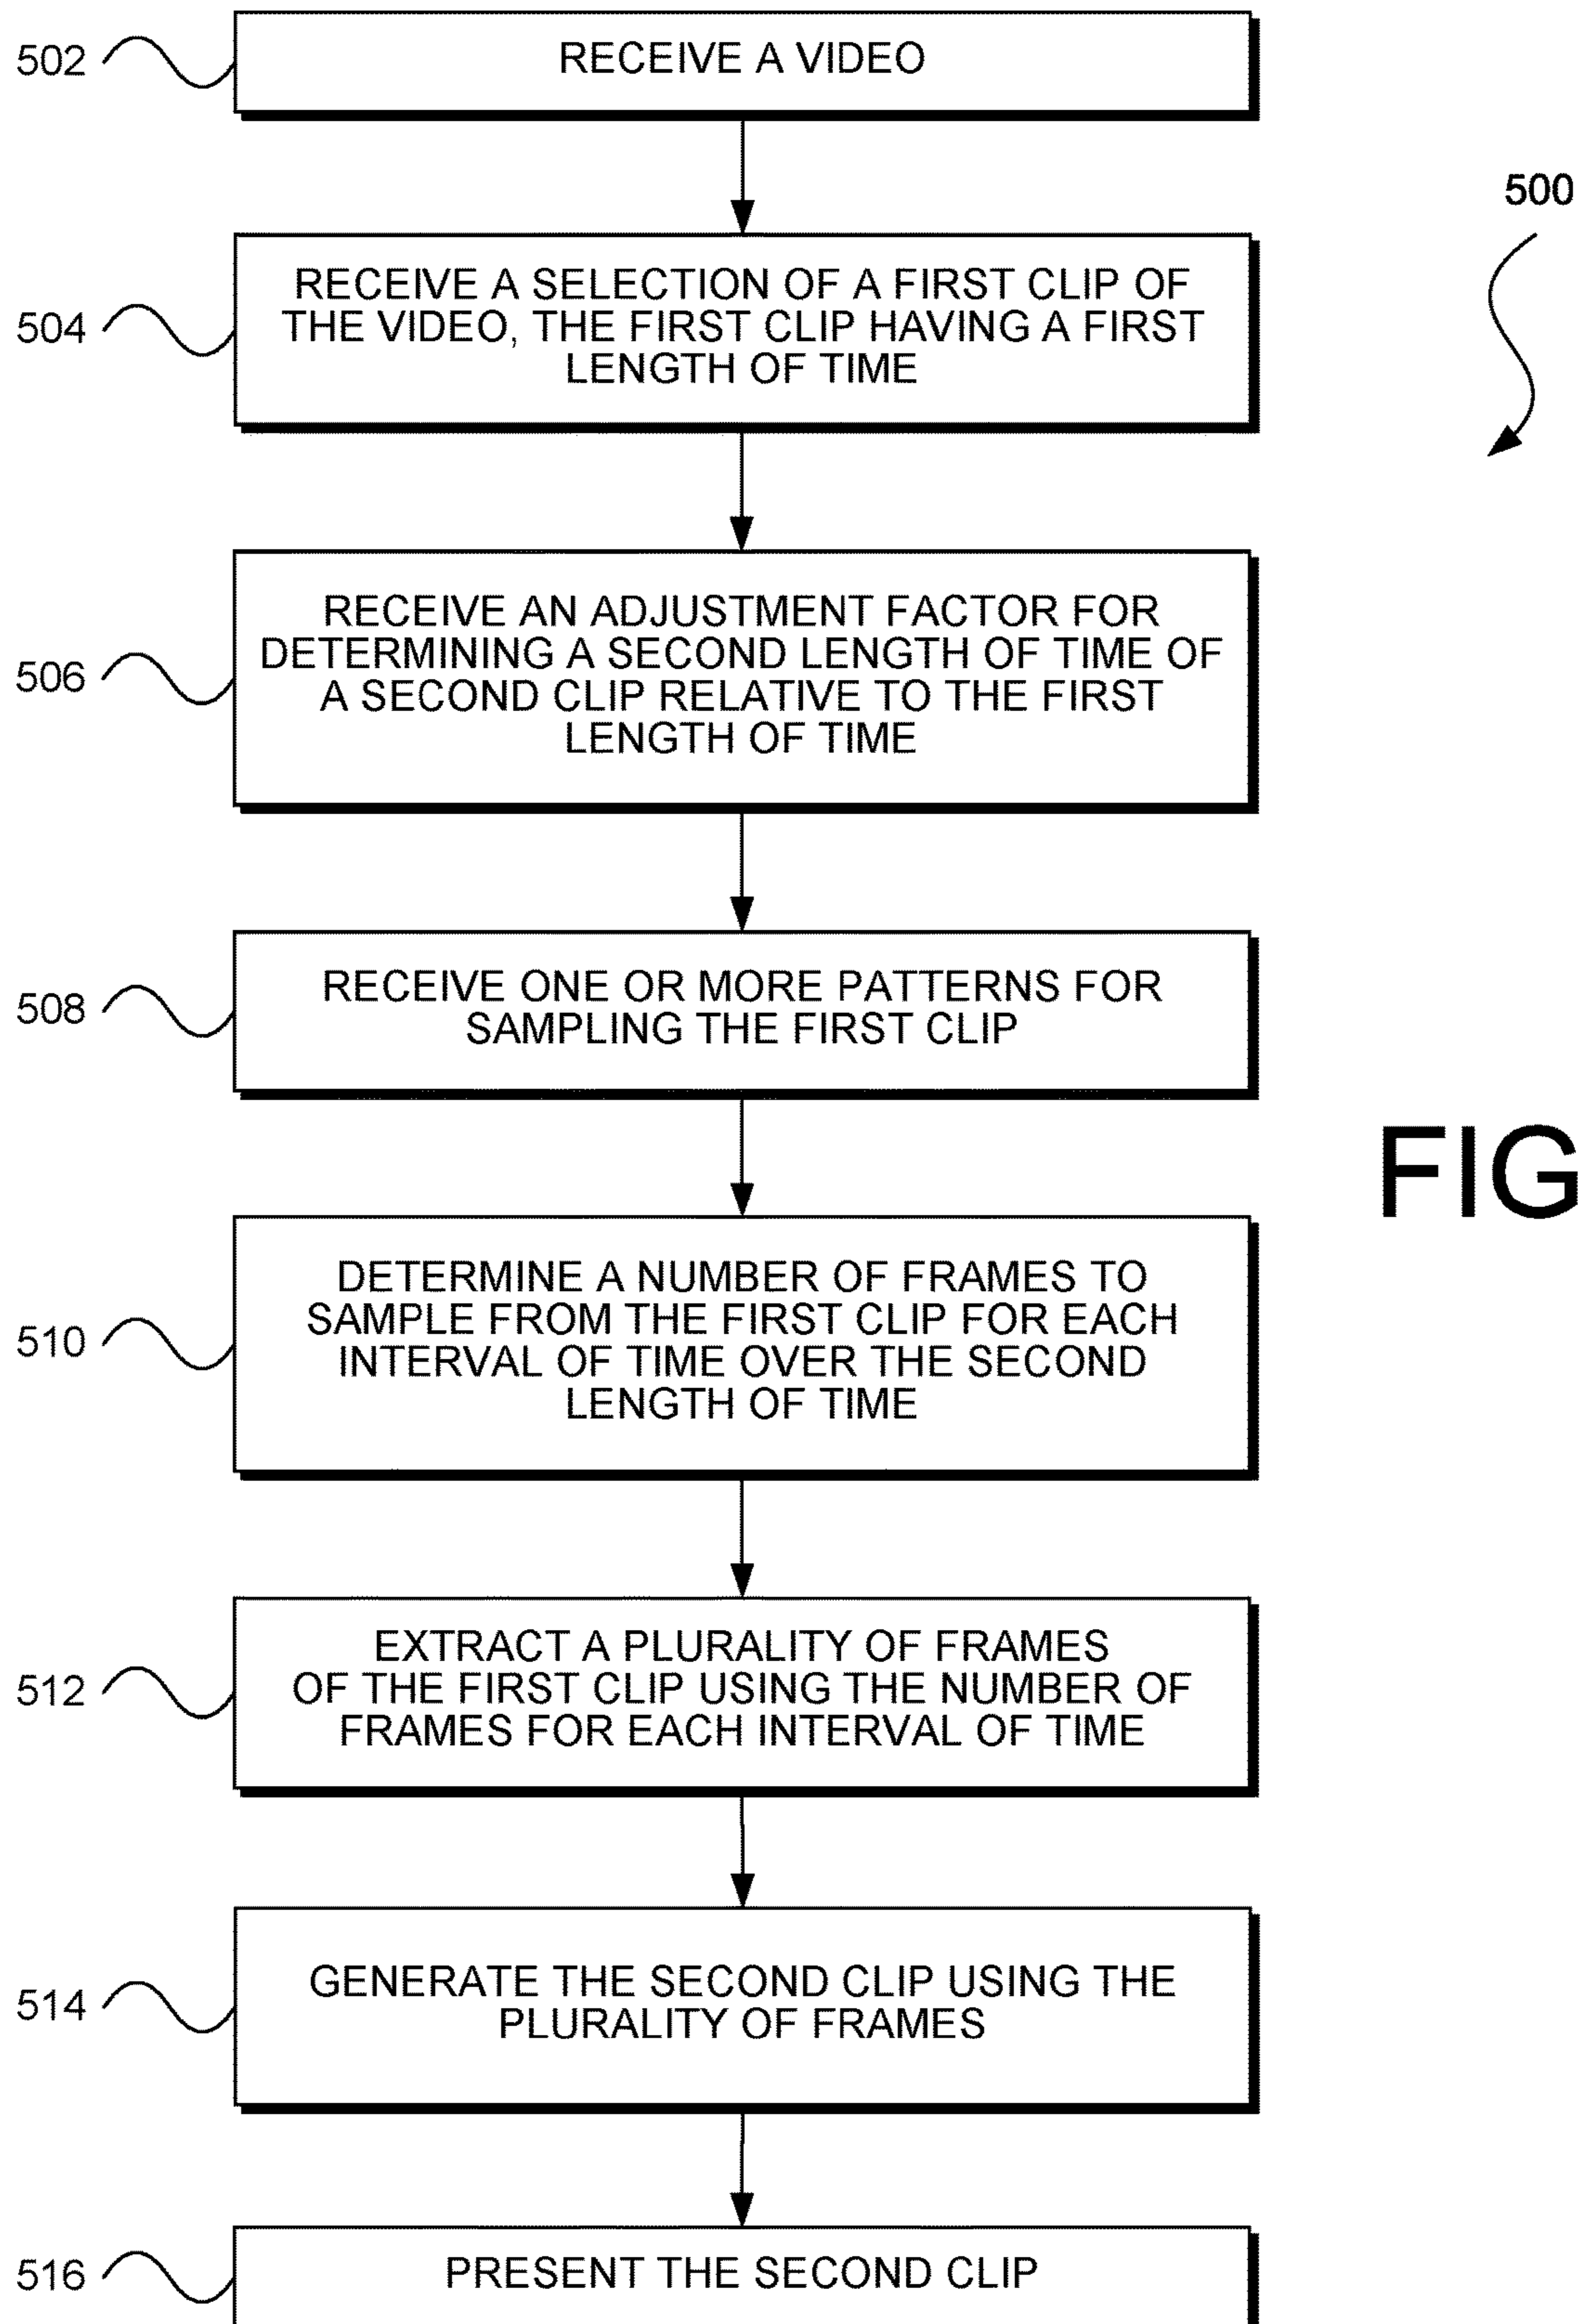 502
RECEIVE A VIDEO
500
504
RECEIVE A SELECTION OF A FIRST CLIP OF
THE VIDEO, THE FIRST CLIP HAVING A FIRST
LENGTH OF TIME
506
RECEIVE AN ADJUSTMENT FACTOR FOR
DETERMINING A SECOND LENGTH OF TIME OF
A SECOND CLIP RELATIVE TO THE FIRST
LENGTH OF TIME
508
RECEIVE ONE OR MORE PATTERNS FOR
SAMPLING THE FIRST CLIP
FIG
510
DETERMINE A NUMBER OF FRAMES TO
SAMPLE FROM THE FIRST CLIP FOR EACH
INTERVAL OF TIME OVER THE SECOND
LENGTH OF TIME
512
EXTRACT A PLURALITY OF FRAMES
OF THE FIRST CLIP USING THE NUMBER OF
FRAMES FOR EACH INTERVAL OF TIME
514
GENERATE THE SECOND CLIP USING THE
PLURALITY OF FRAMES
516
PRESENT THE SECOND CLIP